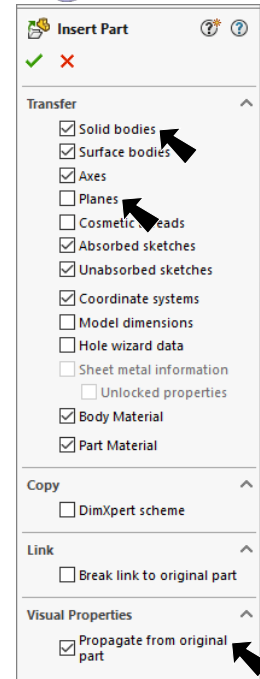 Insert Part
Transfer
Solid bodies
Surface bodies
Axes
Planes
Cosmetic threads
Absorbed sketches
Unabsorbed sketches
Coordinate systems
Model dimensions
Hole wizard data
Sheet metal information
Unlocked properties
Body Material
Part Material
Copy
DimXpert scheme
Link
Break link to original part
Visual Properties
Propagate from original
part